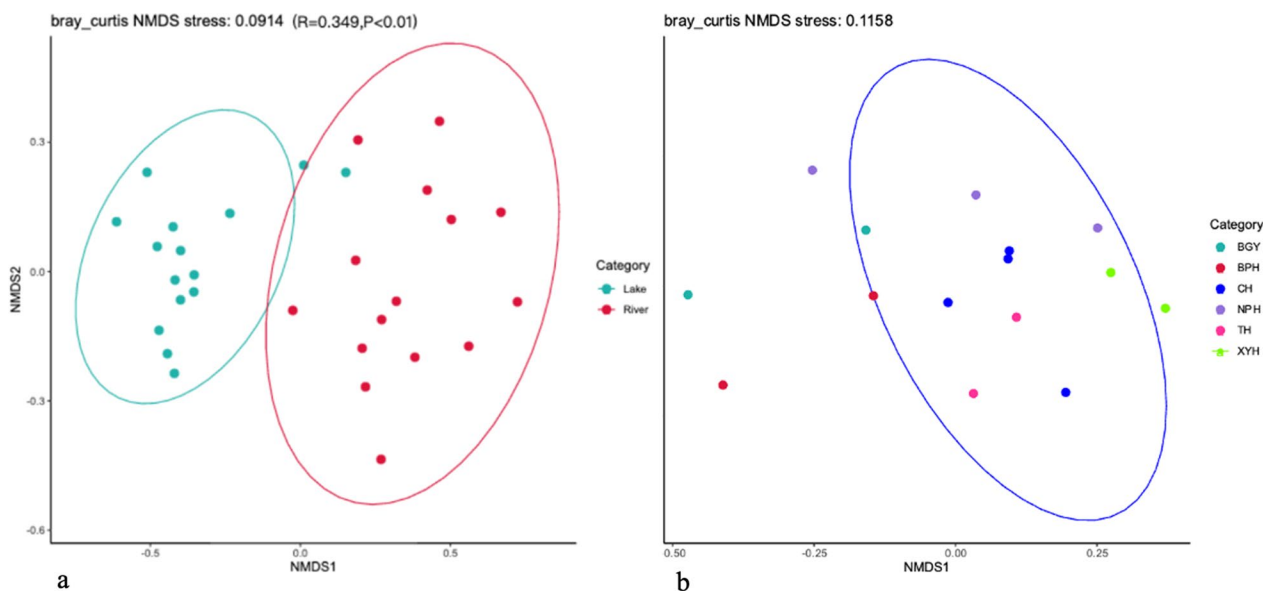 bray_curtis NMDS stress: 0.0914 (R=0.349,P<0.01)
NMDS2
0.3
0.0
-0.3
-0.6
-0.5
0.0
0.5
NMDS1
Category
Lake
River
a
bray_curtis NMDS stress: 0.1158
0.50
-0.25
0.00
0.25
NMDS1
Category
BGY
BPH
CH
NPH
TH
XYH
b